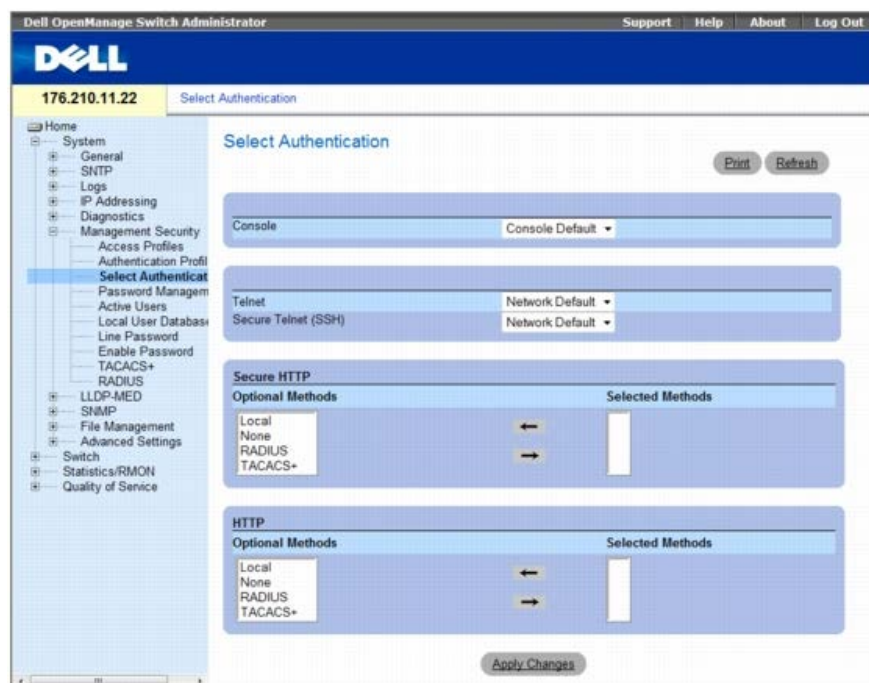 Dell OpenManage Switch Administrator
Support Help About Log Out
DELL
176.210.11.22
Select Authentication
Home
System
General
SNTP
Logs
IP Addressing
Diagnostics
Management Security
Access Profiles
Authentication Profil
Select Authenticat
Password Managem
Active Users
Local User Database
Line Password
Enable Password
TACACS+
RADIUS
LLDP-MED
SNMP
File Management
Advanced Settings
Switch
Statistics/RMON
Quality of Service
Select Authentication
Print Refresh
Console Console Default
Telnet Network Default
Secure Telnet (SSH) Network Default
Secure HTTP
Optional Methods Selected Methods
Local
None
RADIUS
TACACS+
HTTP
Optional Methods Selected Methods
Local
None
RADIUS
TACACS+
Apply Changes